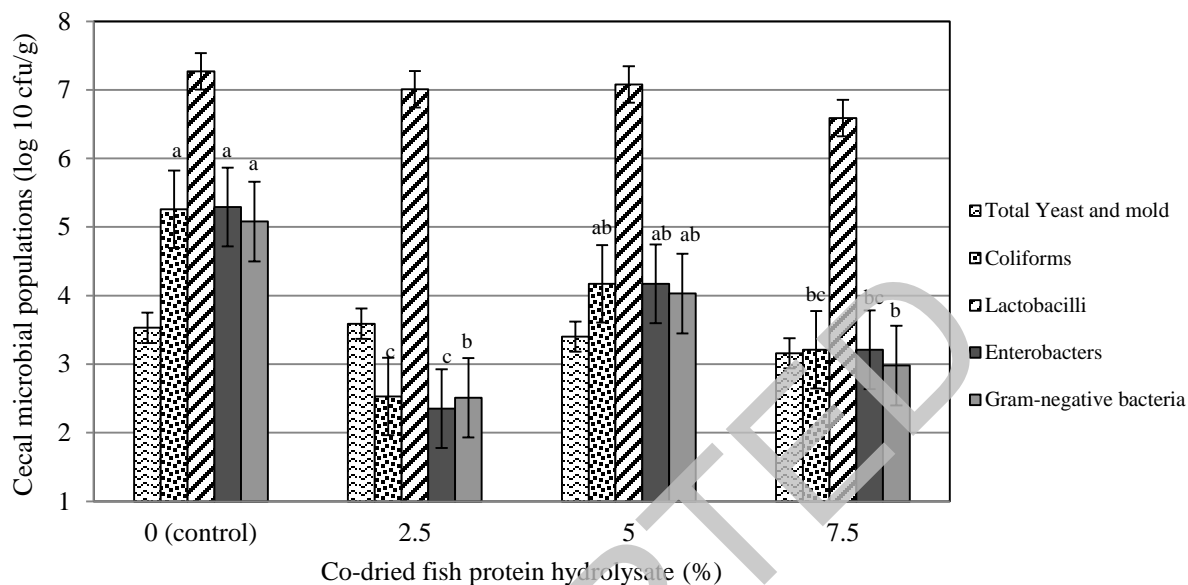 Cecal microbial populations (log 10 cfu/g)
8
7
6
5
4
3
2
1
a
a
a
c
c
b
ab
ab
ab
bc
bc
b
0 (control)
2.5
5
7.5
Co-dried fish protein hydrolysate (%)
Total Yeast and mold
Coliforms
Lactobacilli
Enterobacters
Gram-negative bacteria
PTED